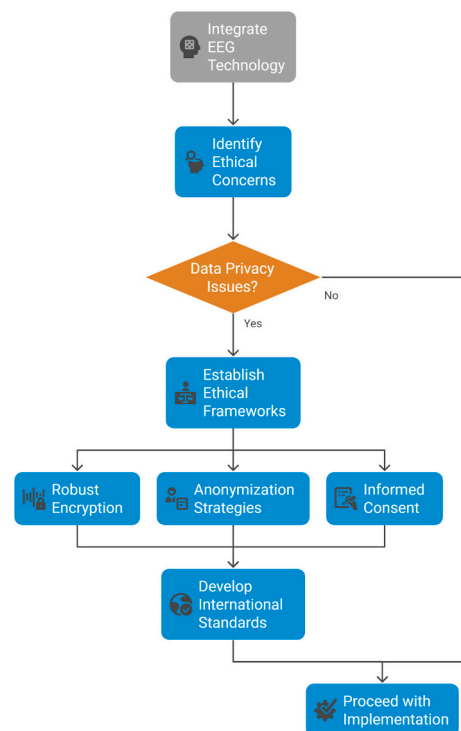 Integrate
EEG
Technology
Identify
Ethical
Concerns
Data Privacy
Issues?
No
Yes
Establish
Ethical
Frameworks
Robust
Encryption
Anonymization
Strategies
Informed
Consent
Develop
International
Standards
Proceed with
Implementation